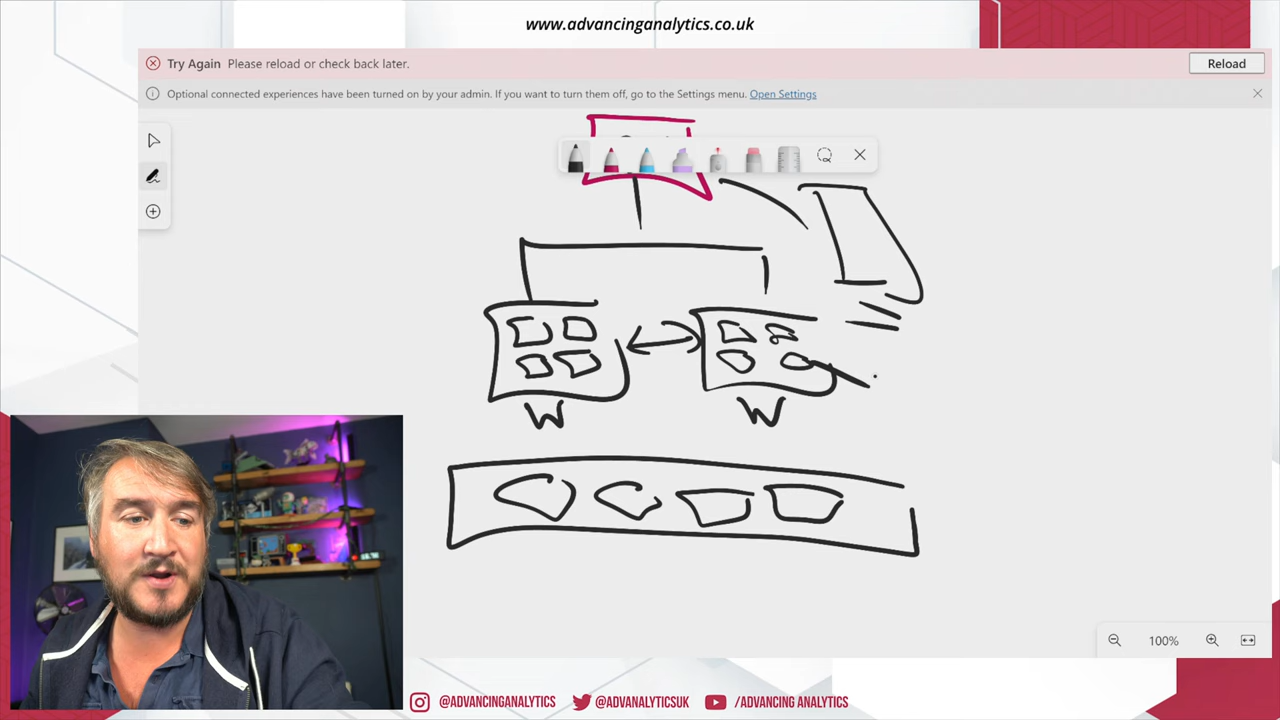 www.advancinganalytics.co.uk
Try Again Please reload or check back later. Reload
Optional connected experiences have been turned on by your admin. If you want to turn them off, go to the Settings menu. Open Settings
W W
100%
@ADVANCINGANALYTICS @ADVANALYTICSUK /ADVANCING ANALYTICS